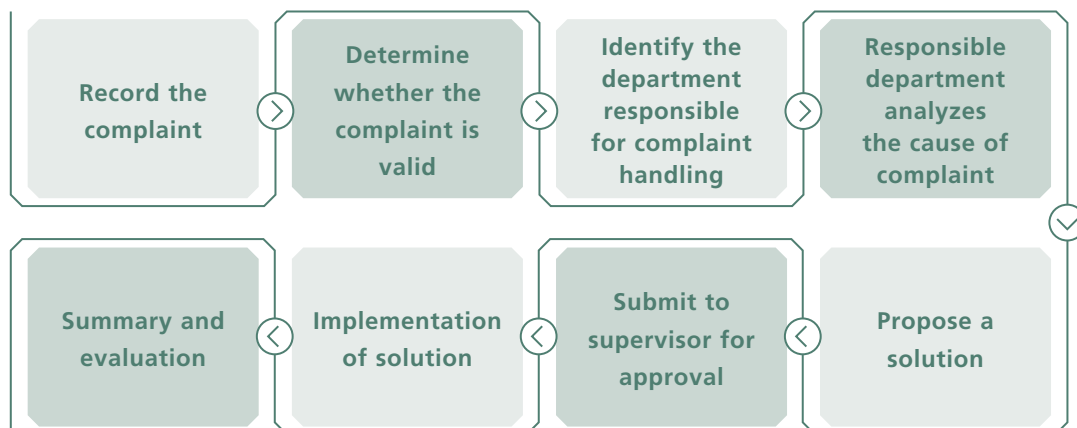 Record the
complaint
Determine
whether the
complaint is
valid
Identify the
department
responsible
for complaint
handling
Responsible
department
analyzes
the cause of
complaint
Propose a
solution
Submit to
supervisor for
approval
Implementation
of solution
Summary and
evaluation